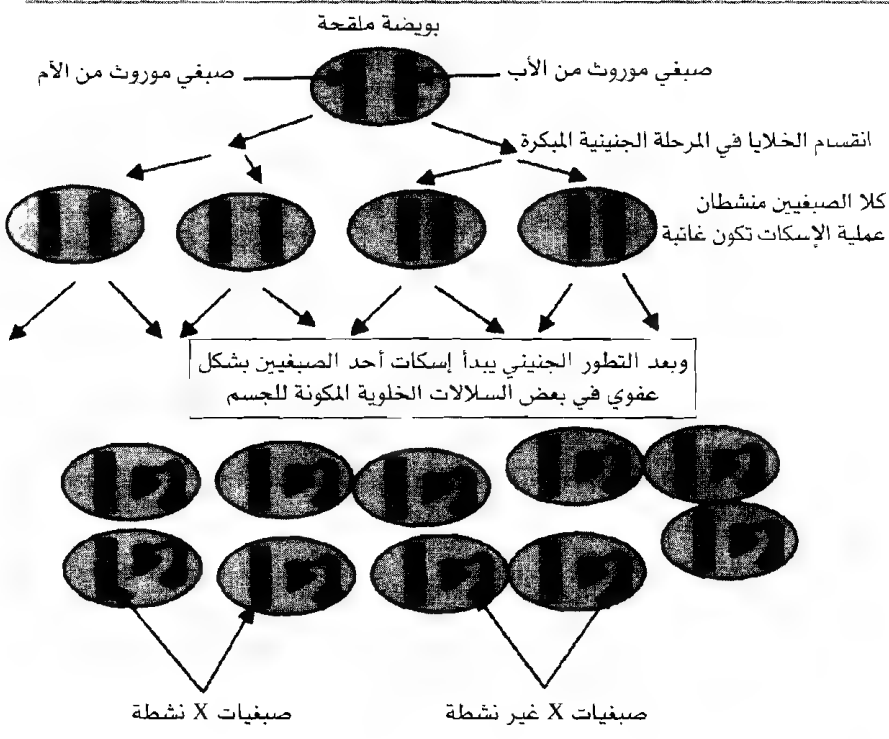 بويضة ملقحة
صبغي موروث من الأب
صبغي موروث من الأم
انقسام الخلايا في المرحلة الجنينية المبكرة
كلا الصبغيين منشطان
عملية الإسكات تكون غائبة
وبعد التطور الجنيني يبدأ إسكات أحد الصبغيين بشكل
عفوي في بعض السلالات الخلوية المكونة للجسم
صبغيات X غير نشطة
صبغيات X نشطة